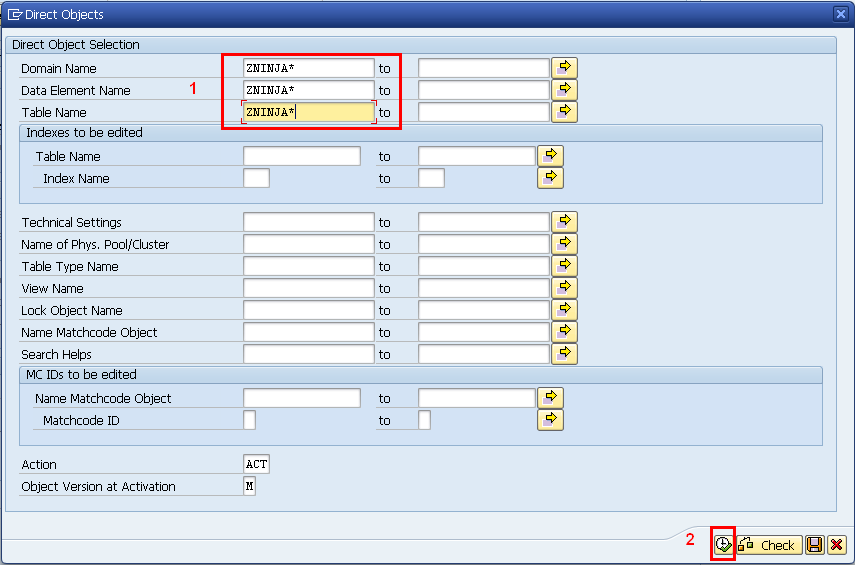 Direct Objects
Direct Object Selection
Domain Name ZNINJA* to
1 Data Element Name ZNINJA* to
Table Name ZNINJA* to
Indexes to be edited
Table Name to
Index Name to
Technical Settings to
Name of Phys. Pool/Cluster to
Table Type Name to
View Name to
Lock Object Name to
Name Matchcode Object to
Search Helps to
MC IDs to be edited
Name Matchcode Object to
Matchcode ID to
Action ACT
Object Version at Activation M
2 Check